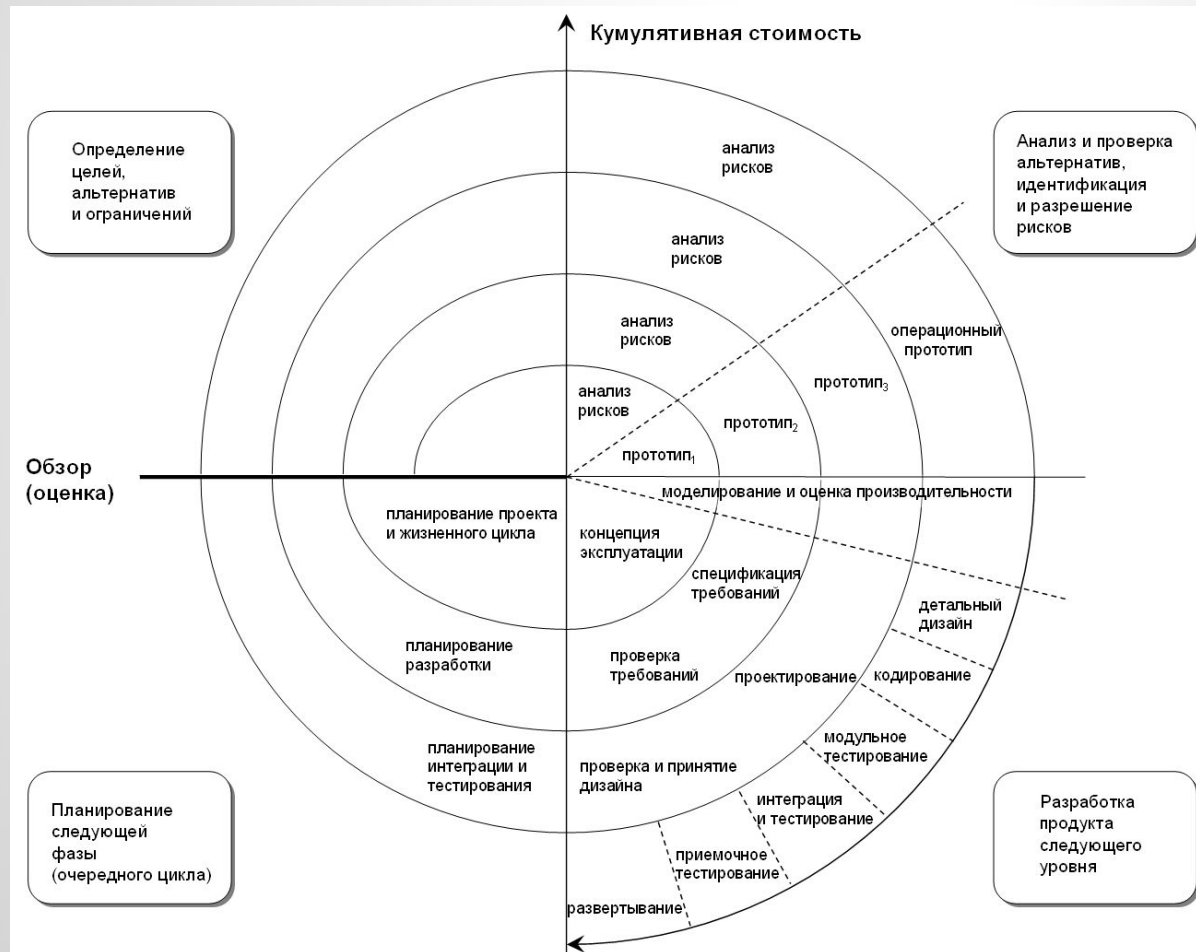 Кумулятивная стоимость
Определение
целей,
альтернатив
и ограничений
Анализ и проверка
альтернатив,
идентификация
и разрешение
рисков
анализ
рисков
анализ
рисков
анализ
рисков
анализ
рисков
операционный
прототип
прототип3
прототип2
прототип1
Обзор
(оценка)
моделирование и оценка производительности
планирование проекта
и жизненного цикла
концепция
эксплуатации
спецификация
требований
детальный
дизайн
планирование
разработки
проверка
требований
проектирование
кодирование
модульное
тестирование
планирование
интеграции и
тестирования
проверка и принятие
дизайна
интеграция
и тестирование
приемочное
тестирование
развертывание
Планирование
следующей
фазы
(очередного цикла)
Разработка
продукта
следующего
уровня